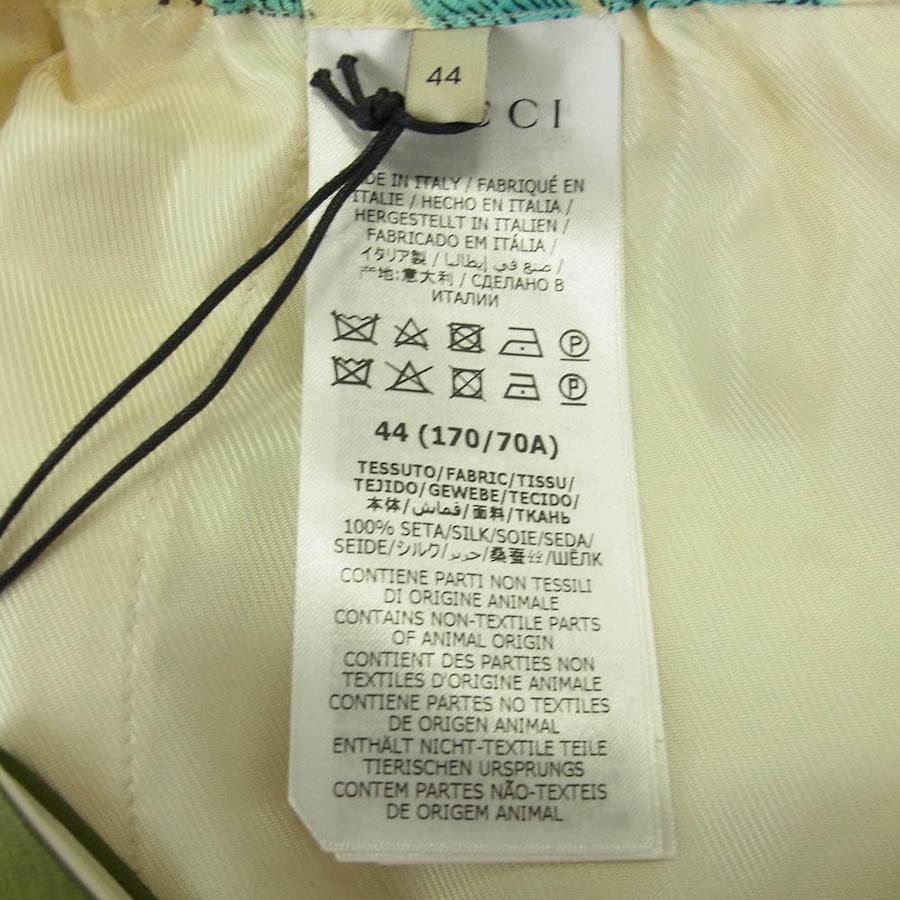 44
CCI
DE IN ITALY / FABRIQUÉ EN
ITALIE / HECHO EN ITALIA /
HERGESTELLT IN ITALIEN /
FABRICADO EM ITÁLIA /
イタリア製 / صنع في إيطاليا /
产地:意大利 / СДЕЛАНО В
ИТАЛИИ
P
P
44 (170/70A)
TESSUTO/FABRIC/TISSU/
TEJIDO/GEWEBE/TECIDO/
本体/قماش/面料/ТКАНЬ
100% SETA/SILK/SOIE/SEDA/
SEIDE/シルク/حرير/桑蚕丝/ШЁЛК
CONTIENE PARTI NON TESSILI
DI ORIGINE ANIMALE
CONTAINS NON-TEXTILE PARTS
OF ANIMAL ORIGIN
CONTIENT DES PARTIES NON
TEXTILES D'ORIGINE ANIMALE
CONTIENE PARTES NO TEXTILES
DE ORIGEN ANIMAL
ENTHÄLT NICHT-TEXTILE TEILE
TIERISCHEN URSPRUNGS
CONTEM PARTES NÃO-TEXTEIS
DE ORIGEM ANIMAL